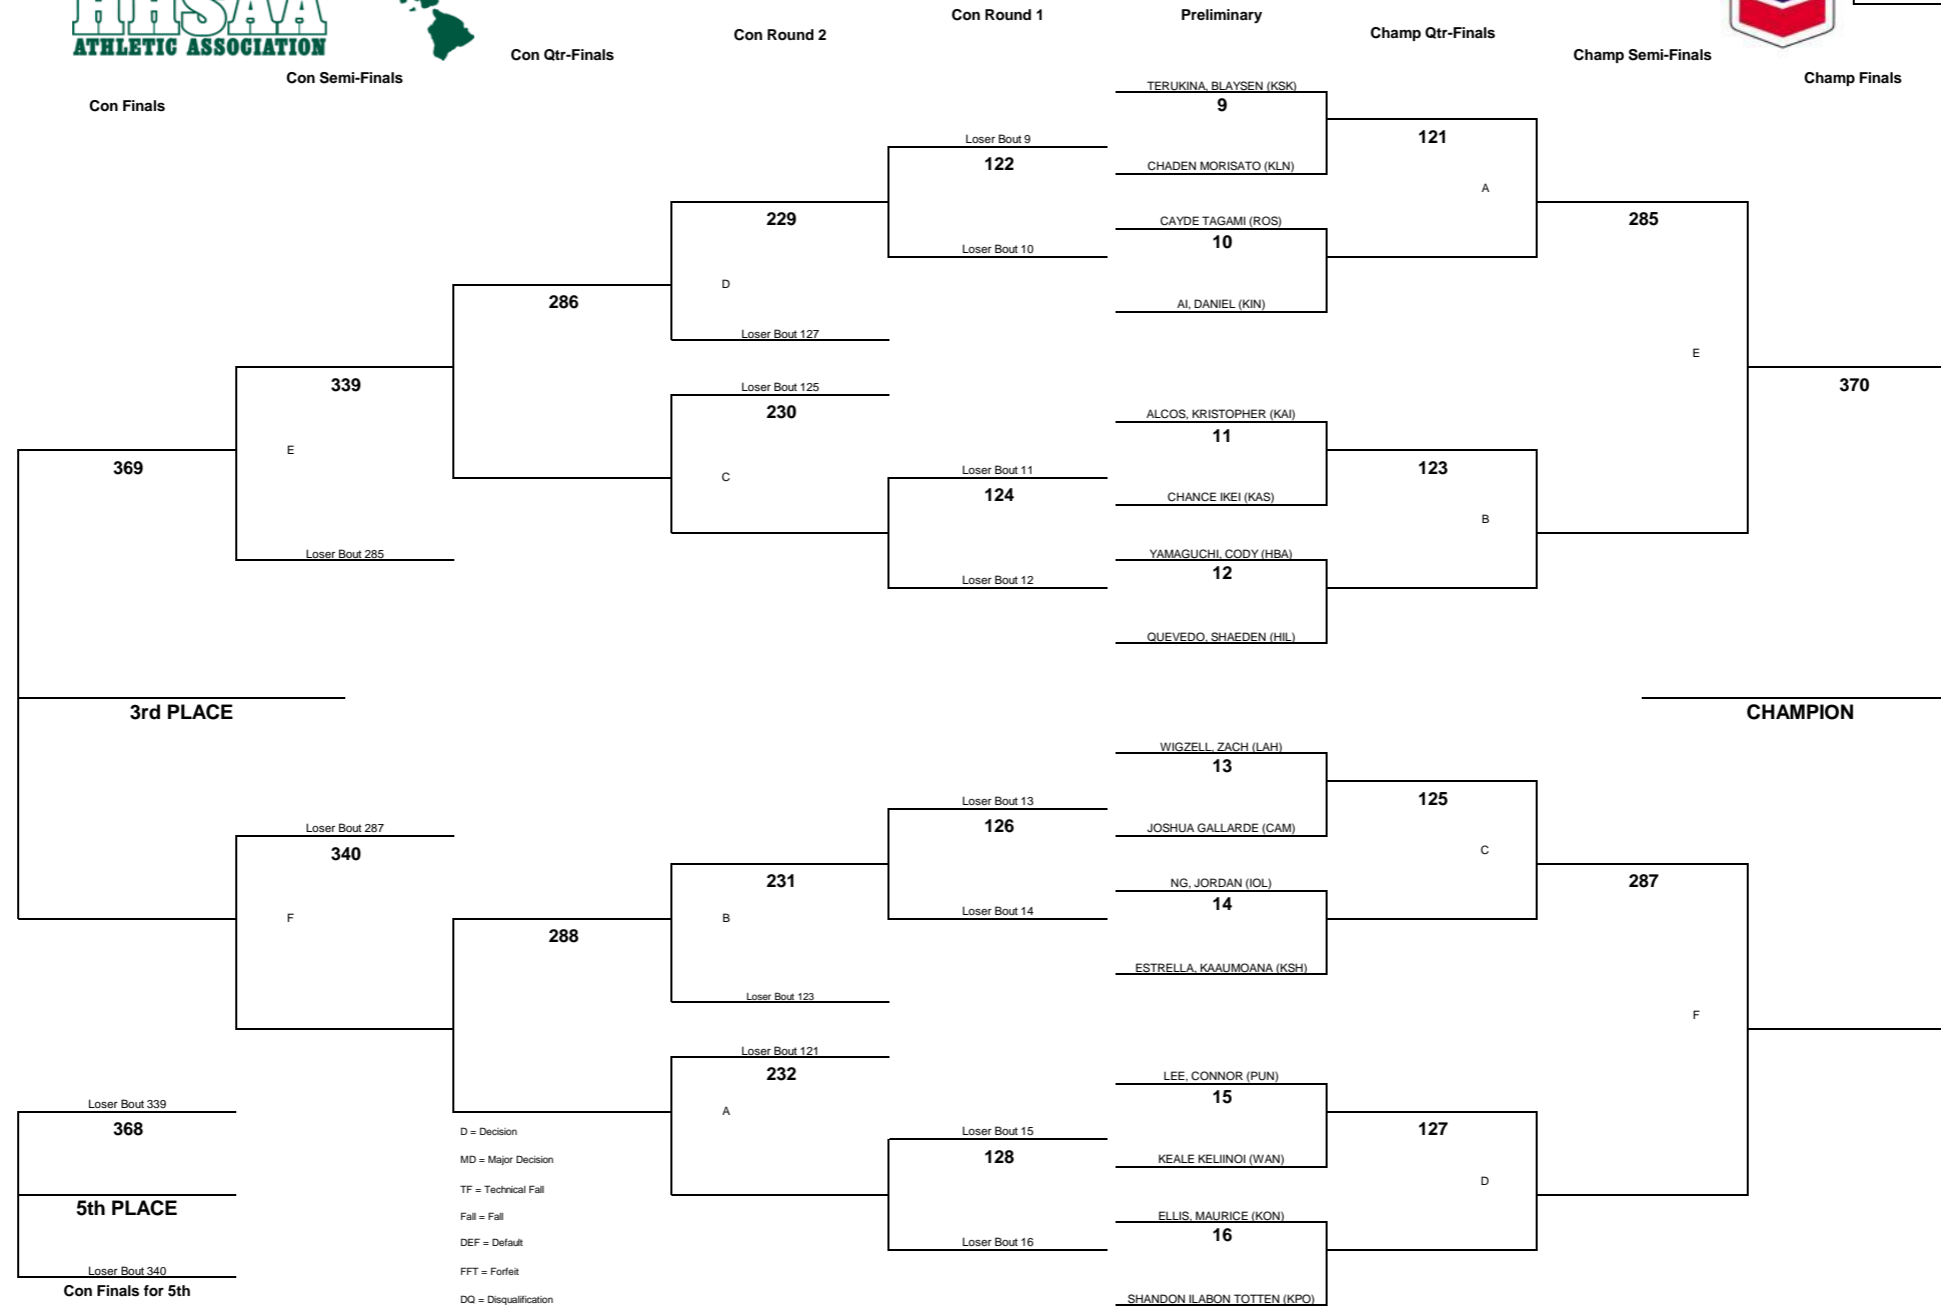 HHSAA
ATHLETIC ASSOCIATION
Con Finals
Con Semi-Finals
Con Qtr-Finals
Con Round 2
Con Round 1
Preliminary
Champ Qtr-Finals
Champ Semi-Finals
Champ Finals
TERUKINA, BLAYSEN (KSK)
9
CHADEN MORISATO (KLN)
CAYDE TAGAMI (ROS)
10
AI, DANIEL (KIN)
ALCOS, KRISTOPHER (KAI)
11
CHANCE IKEI (KAS)
YAMAGUCHI, CODY (HBA)
12
QUEVEDO, SHAEDEN (HIL)
WIGZELL, ZACH (LAH)
13
JOSHUA GALLARDE (CAM)
NG, JORDAN (IOL)
14
ESTRELLA, KAAUMOANA (KSH)
LEE, CONNOR (PUN)
15
KEALE KELIINOI (WAN)
ELLIS, MAURICE (KON)
16
SHANDON ILABON TOTTEN (KPO)
121
A
123
B
125
C
127
D
285
E
287
F
370
CHAMPION
Loser Bout 9
122
Loser Bout 10
Loser Bout 11
124
Loser Bout 12
Loser Bout 13
126
Loser Bout 14
Loser Bout 15
128
Loser Bout 16
229
D
Loser Bout 127
Loser Bout 125
230
C
231
B
Loser Bout 123
Loser Bout 121
232
A
286
288
339
E
Loser Bout 285
Loser Bout 287
340
F
369
3rd PLACE
Loser Bout 339
368
5th PLACE
Loser Bout 340
Con Finals for 5th
D = Decision
MD = Major Decision
TF = Technical Fall
Fall = Fall
DEF = Default
FFT = Forfeit
DQ = Disqualification